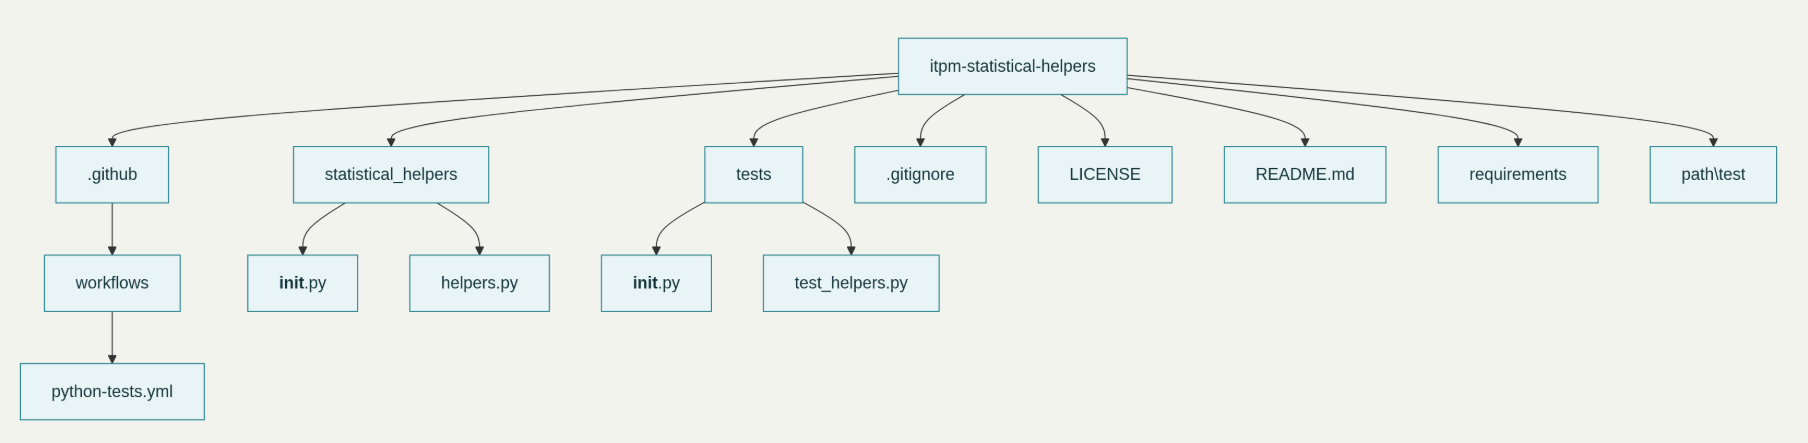 itpm-statistical-helpers
.github
statistical_helpers
tests
.gitignore
LICENSE
README.md
requirements
path\test
workflows
init.py
helpers.py
init.py
test_helpers.py
python-tests.yml